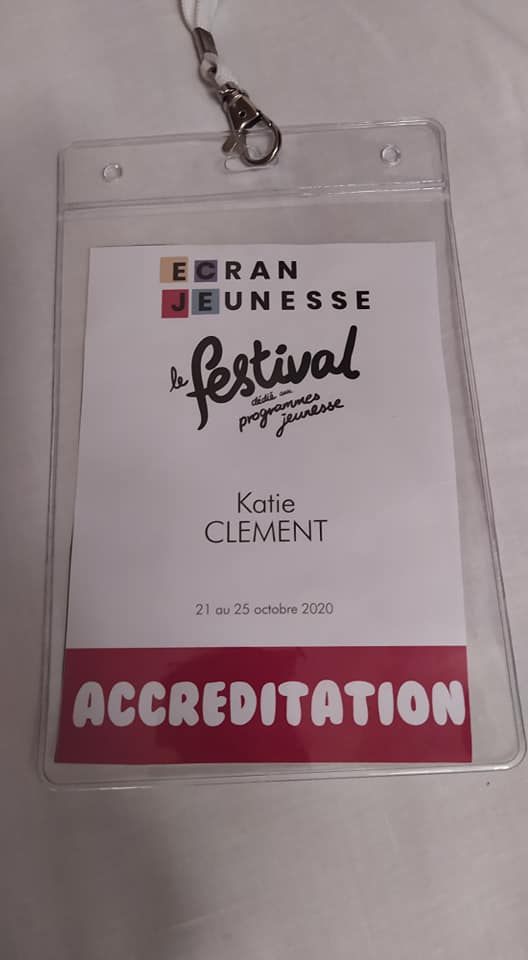 ECRAN
JEUNESSE
le festival
dédié aux
programmes
jeunesse
Katie
CLEMENT
21 au 25 octobre 2020
ACCREDITATION